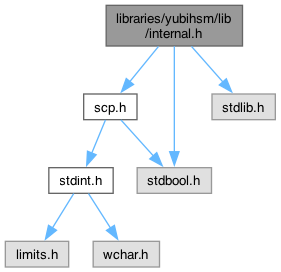 libraries/yubihsm/lib
/internal.h
scp.h
stdlib.h
stdint.h
stdbool.h
limits.h
wchar.h